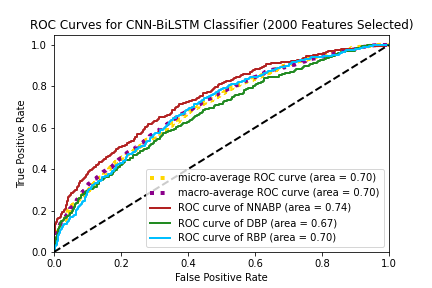 ROC Curves for CNN-BiLSTM Classifier (2000 Features Selected)
True Positive Rate
1.0
0.8
0.6
0.4
0.2
0.0
micro-average ROC curve (area = 0.70)
macro-average ROC curve (area = 0.70)
ROC curve of NNABP (area = 0.74)
ROC curve of DBP (area = 0.67)
ROC curve of RBP (area = 0.70)
0.0 0.2 0.4 0.6 0.8 1.0
False Positive Rate